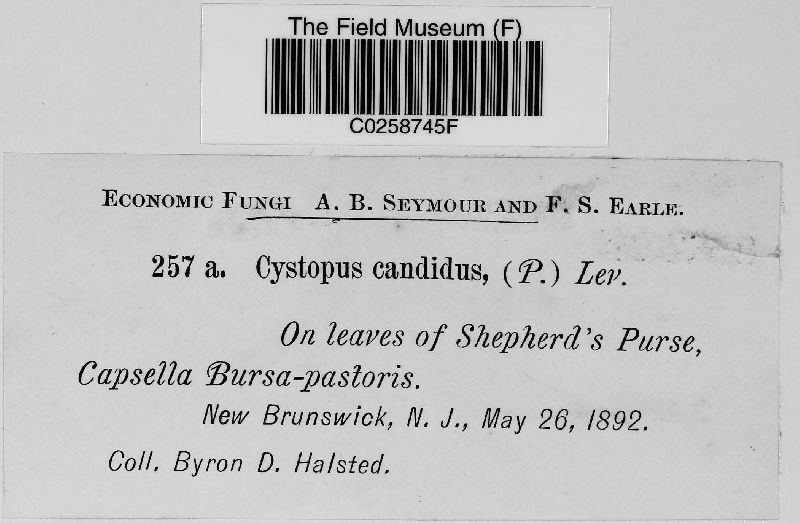 The Field Museum (F)
C0258745F
Economic Fungi A. B. Seymour and F. S. Earle.
257 a. Cystopus candidus, (P.) Lev.
On leaves of Shepherd's Purse,
Capsella Bursa-pastoris.
New Brunswick, N. J., May 26, 1892.
Coll. Byron D. Halsted.